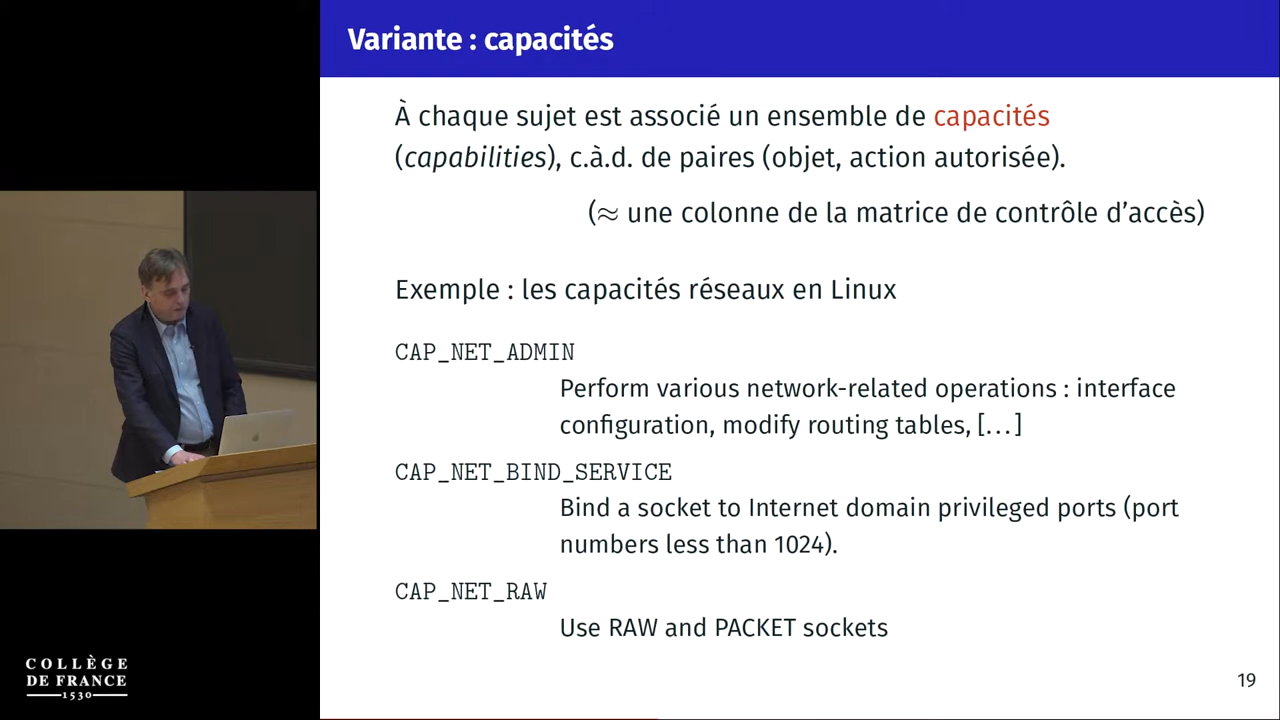 Variante : capacités
À chaque sujet est associé un ensemble de capacités
(capabilities), c.à.d. de paires (objet, action autorisée).
(≈ une colonne de la matrice de contrôle d’accès)
Exemple : les capacités réseaux en Linux
CAP_NET_ADMIN
Perform various network-related operations : interface
configuration, modify routing tables, [...]
CAP_NET_BIND_SERVICE
Bind a socket to Internet domain privileged ports (port
numbers less than 1024).
CAP_NET_RAW
Use RAW and PACKET sockets
19
COLLÈGE
DE FRANCE
1530